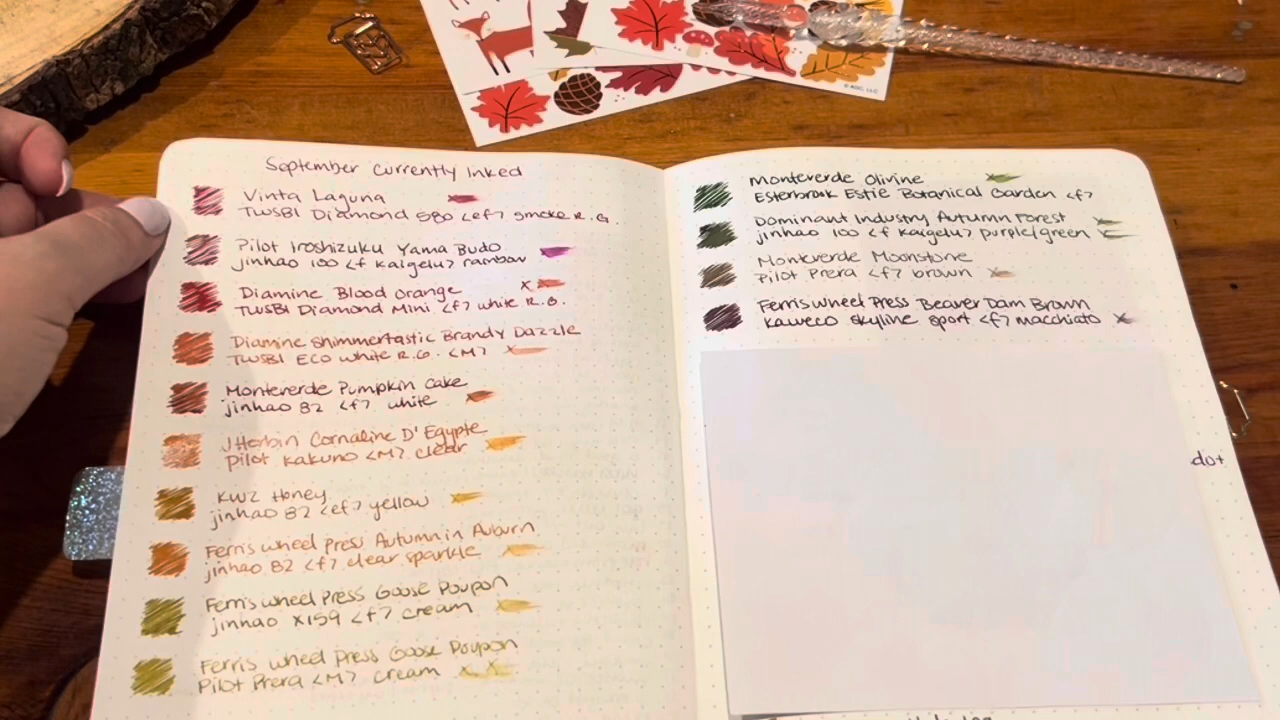 September Currently Inked
Vinta Laguna
TWSBI Diamond 580 <ef> smoke R.G.
Pilot Iroshizuku Yama Budo
jinhao 100 <f Kaigelu> rainbow
Diamine Blood Orange x
TWSBI Diamond Mini <f> white R.G.
Diamine Shimmertastic Brandy Dazzle
TWSBI ECO white R.G. <M>
Monteverde Pumpkin Cake
jinhao 82 <f> white
J Herbin Cornaline D'Egypte
Pilot Kakuno <M> clear
KWZ Honey
jinhao 82 <ef> yellow
Ferris wheel Press Autumn in Auburn
jinhao 82 <f> clear sparkle
Ferris wheel Press Goose Poupon
jinhao x159 <f> cream
Ferris wheel press Goose Poupon
Pilot Prera <M> cream
Monteverde Olivine
Esterbrook Estie Botanical Garden <f>
Dominant Industry Autumn Forest
jinhao 100 <f Kaigelu> purple/green
Monteverde Moonstone
Pilot Prera <f> brown
Ferris wheel Press Beaver Dam Brown
Kaweco Skyline Sport <f> macchiato
dot